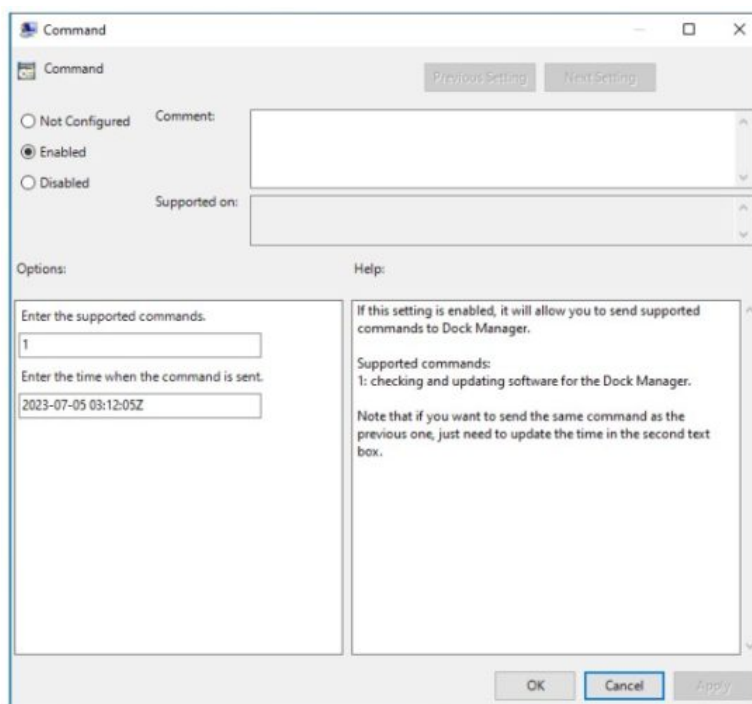 Command
Command
Previous Setting
Next Setting
Not Configured
Comment:
Enabled
Disabled
Supported on:
Options:
Help:
Enter the supported commands.
1
Enter the time when the command is sent.
2023-07-05 03:12:05Z
If this setting is enabled, it will allow you to send supported
commands to Dock Manager.
Supported commands:
1: checking and updating software for the Dock Manager.
Note that if you want to send the same command as the
previous one, just need to update the time in the second text
box.
OK
Cancel
Apply